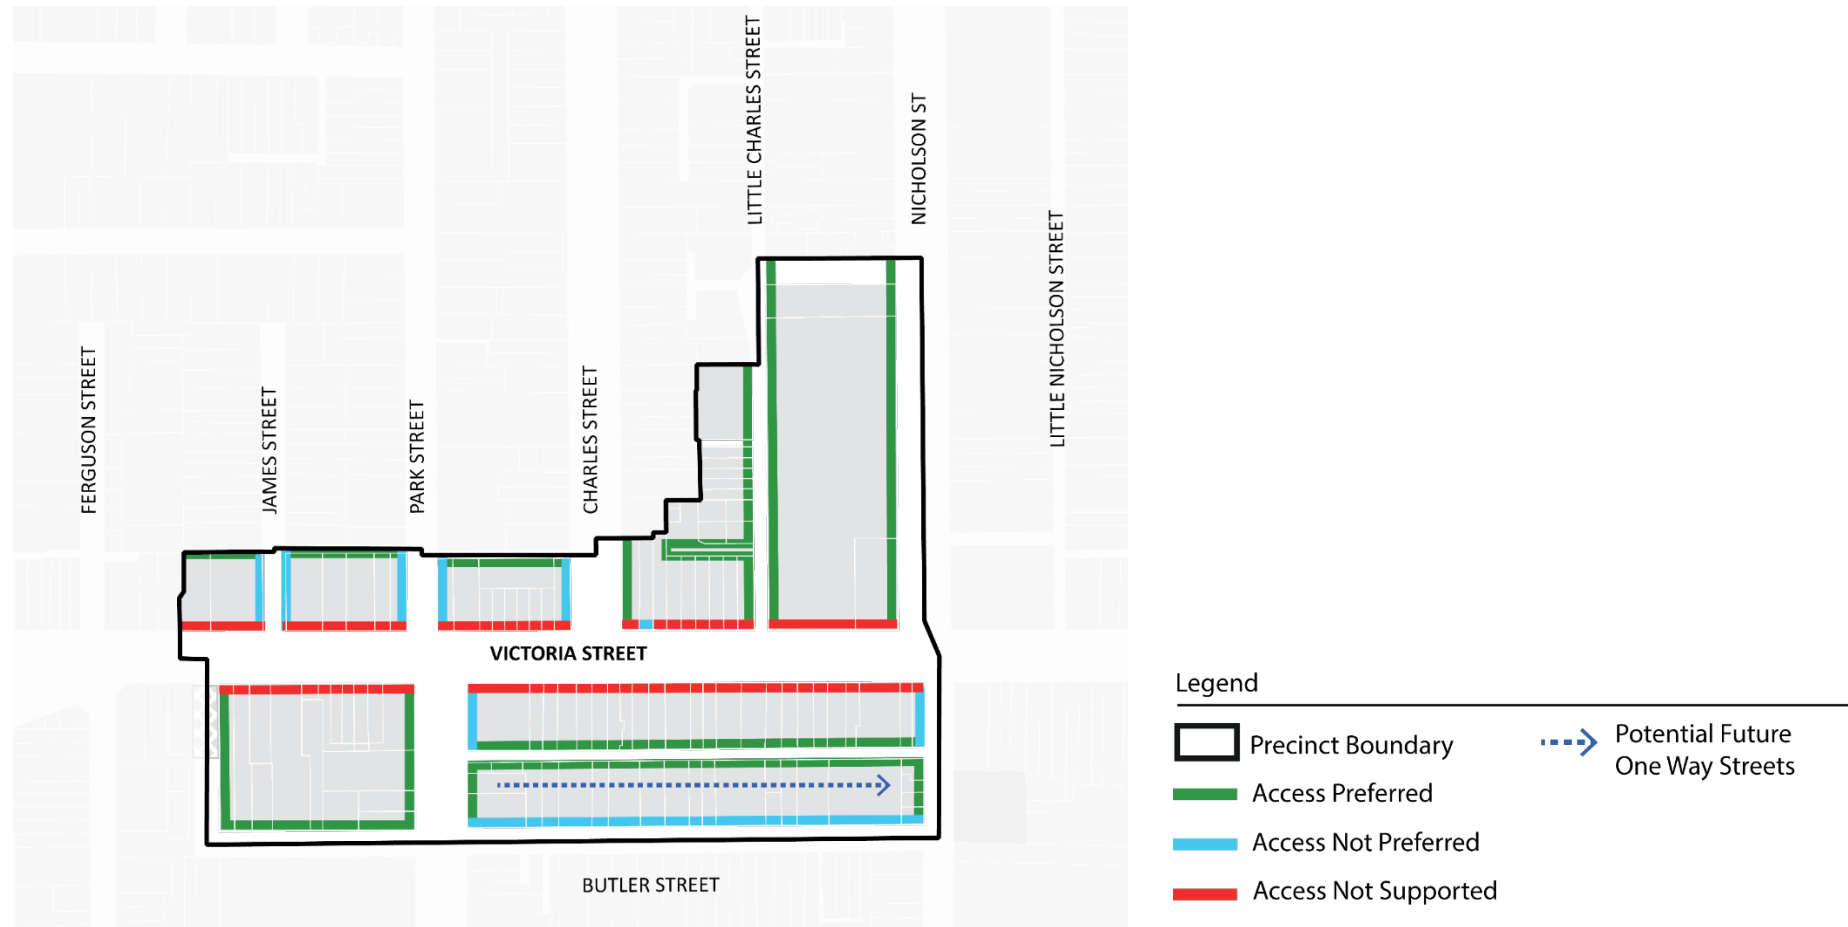 LITTLE CHARLES STREET
NICHOLSON ST
LITTLE NICHOLSON STREET
FERGUSON STREET
JAMES STREET
PARK STREET
CHARLES STREET
VICTORIA STREET
BUTLER STREET
Legend
Precinct Boundary
Access Preferred
Access Not Preferred
Access Not Supported
Potential Future
One Way Streets